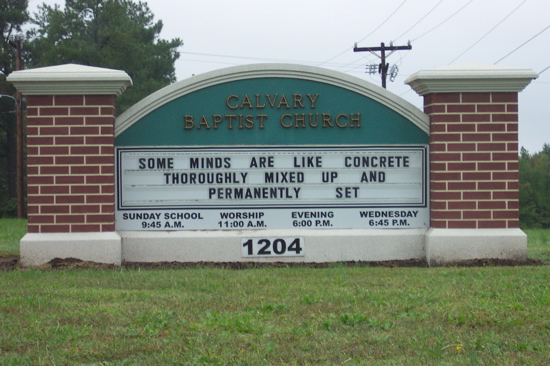 CALVARY
BAPTIST CHURCH
SOME MINDS ARE LIKE CONCRETE
THOROUGHLY MIXED UP AND
PERMANENTLY SET
SUNDAY SCHOOL WORSHIP EVENING WEDNESDAY
9:45 A.M. 11:00 A.M. 6:00 P.M. 6:45 P.M.
1204